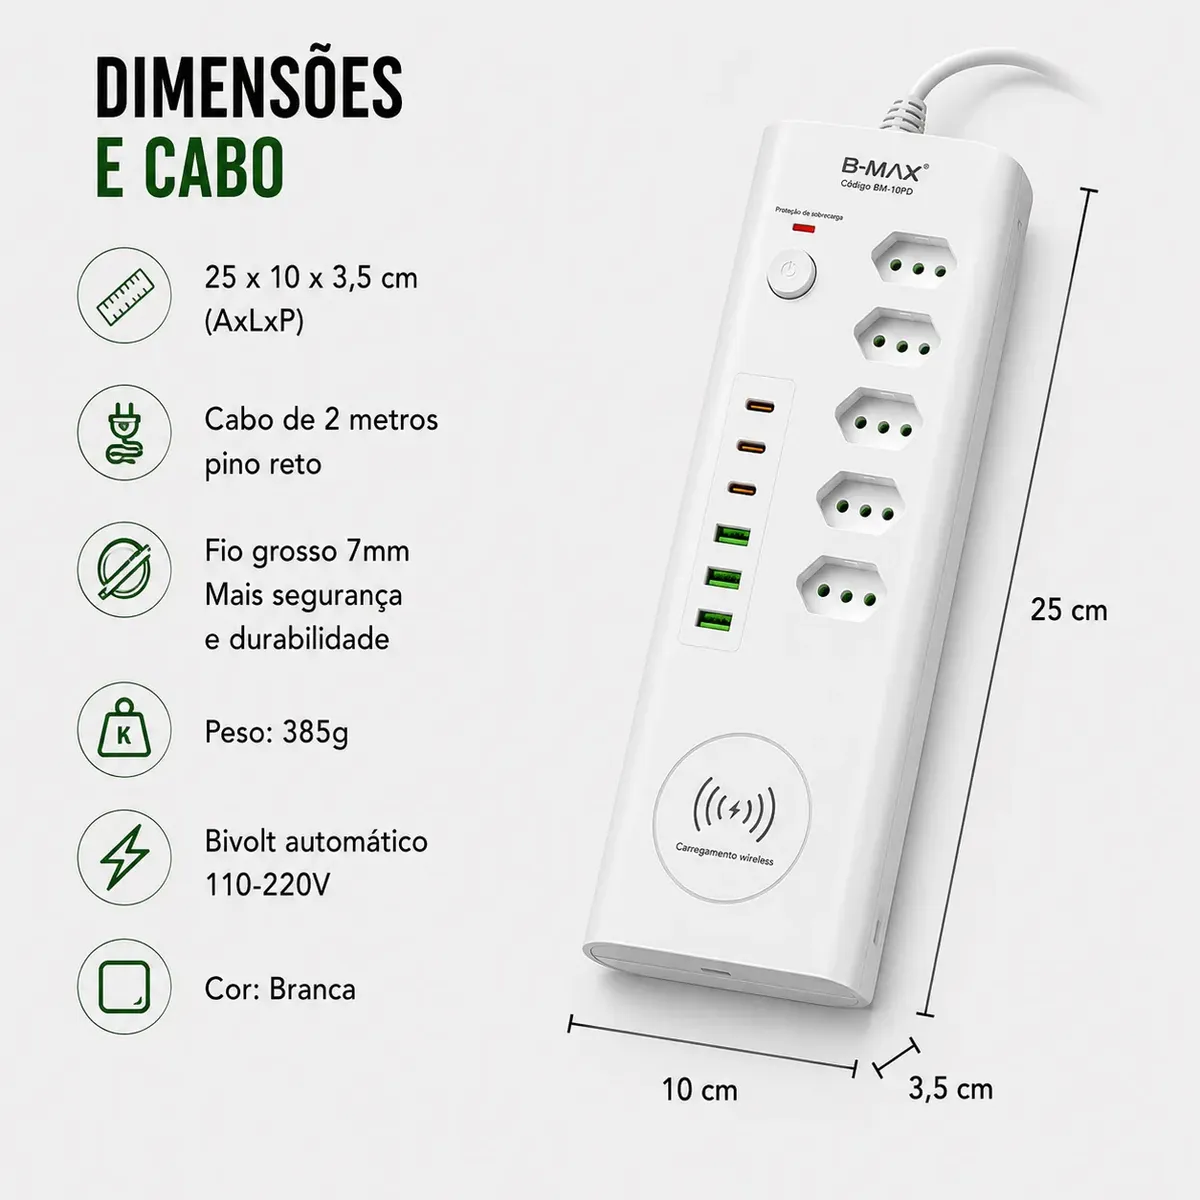 DIMENSÕES
E CABO
25 x 10 x 3,5 cm
(AxLxP)
Cabo de 2 metros
pino reto
Fio grosso 7mm
Mais segurança
e durabilidade
K
Peso: 385g
Bivolt automático
110-220V
Cor: Branca
B-MAX®
Código BM-10PD
Proteção de sobrecarga
Carregamento wireless
25 cm
10 cm
3,5 cm